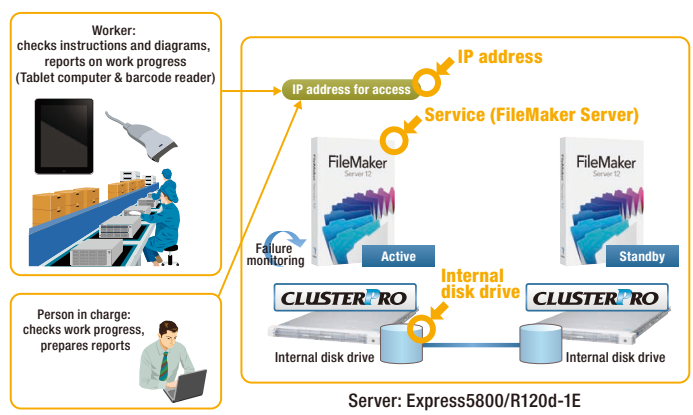 Worker:
checks instructions and diagrams,
reports on work progress
(Tablet computer & barcode reader)
IP address
IP address for access
Service (FileMaker Server)
FileMaker
Server 12
FileMaker
Server 12
Failure
monitoring
Active
Standby
Internal
disk drive
CLUSTERPRO
CLUSTERPRO
Person in charge:
checks work progress,
prepares reports
Internal disk drive
Internal disk drive
Server: Express5800/R120d-1E